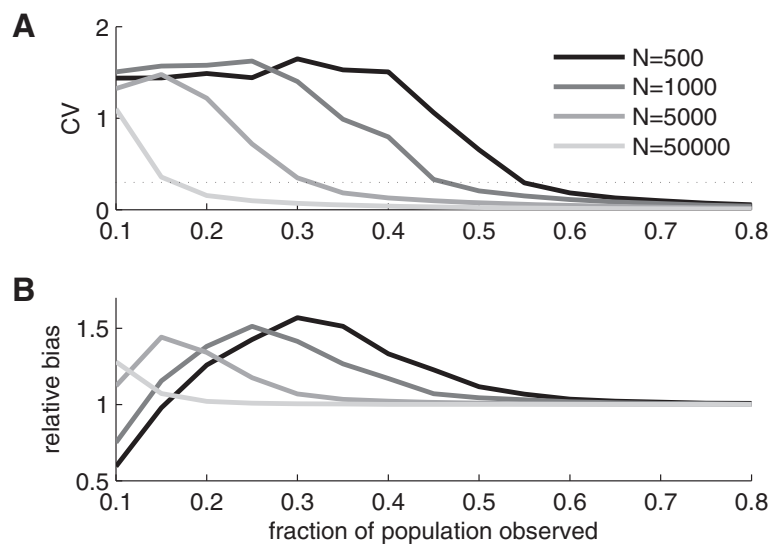 A
2
1
0
CV
N=500
N=1000
N=5000
N=50000
0.1 0.2 0.3 0.4 0.5 0.6 0.7 0.8
B
1.5
1
0.5
relative bias
0.1 0.2 0.3 0.4 0.5 0.6 0.7 0.8
fraction of population observed